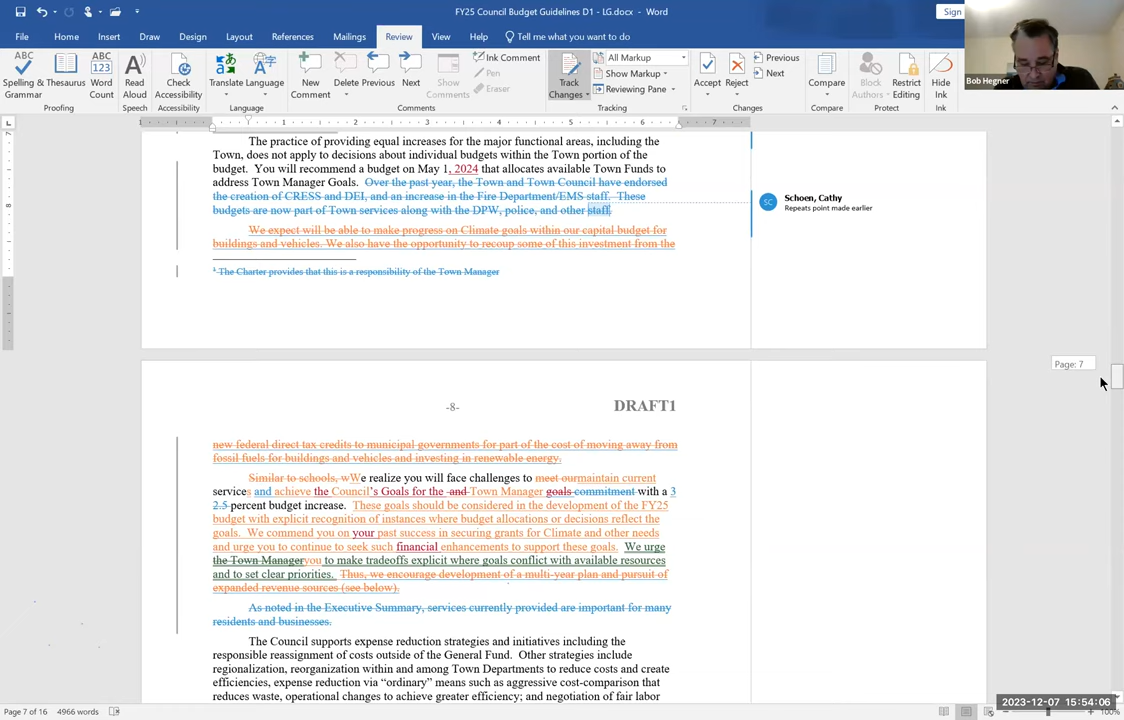 FY25 Council Budget Guidelines D1 - LG.docx - Word
Sign
File Home Insert Draw Design Layout References Mailings Review View Help Tell me what you want to do
Bob Hegner
Spelling & Grammar Thesaurus Word Count
Read Aloud
Check Accessibility
Translate Language
New Comment Delete Previous Next Show Comments
Ink Comment
Pen
Eraser
Track Changes
All Markup
Show Markup
Reviewing Pane
Accept Reject
Previous
Next
Compare
Block Authors Restrict Editing
Hide Ink
Proofing Speech Accessibility Language Comments Tracking Changes Compare Protect Ink
The practice of providing equal increases for the major functional areas, including the
Town, does not apply to decisions about individual budgets within the Town portion of the
budget. You will recommend a budget on May 1, 2024 that allocates available Town Funds to
address Town Manager Goals. Over the past year, the Town and Town Council have endorsed
the creation of CRESS and DEI, and an increase in the Fire Department/EMS staff. These
budgets are now part of Town services along with the DPW, police, and other staff.
SC
Schoen, Cathy
Repeats point made earlier
We expect will be able to make progress on Climate goals within our capital budget for
buildings and vehicles. We also have the opportunity to recoup some of this investment from the
1 The Charter provides that this is a responsibility of the Town Manager
Page: 7
-8-
DRAFT1
new federal direct tax credits to municipal governments for part of the cost of moving away from
fossil fuels for buildings and vehicles and investing in renewable energy.
Similar to schools, wWe realize you will face challenges to meet ourmaintain current
services and achieve the Council's Goals for the and Town Manager goals commitment with a 3
2.5 percent budget increase. These goals should be considered in the development of the FY25
budget with explicit recognition of instances where budget allocations or decisions reflect the
goals. We commend you on your past success in securing grants for Climate and other needs
and urge you to continue to seek such financial enhancements to support these goals. We urge
the Town Manageryou to make tradeoffs explicit where goals conflict with available resources
and to set clear priorities. Thus, we encourage development of a multi-year plan and pursuit of
expanded revenue sources (see below).
As noted in the Executive Summary, services currently provided are important for many
residents and businesses.
The Council supports expense reduction strategies and initiatives including the
responsible reassignment of costs outside of the General Fund. Other strategies include
regionalization, reorganization within and among Town Departments to reduce costs and create
efficiencies, expense reduction via “ordinary” means such as aggressive cost-comparison that
reduces waste, operational changes to achieve greater efficiency; and negotiation of fair labor
2023-12-07 15:54:06
Page 7 of 16 4966 words
100%